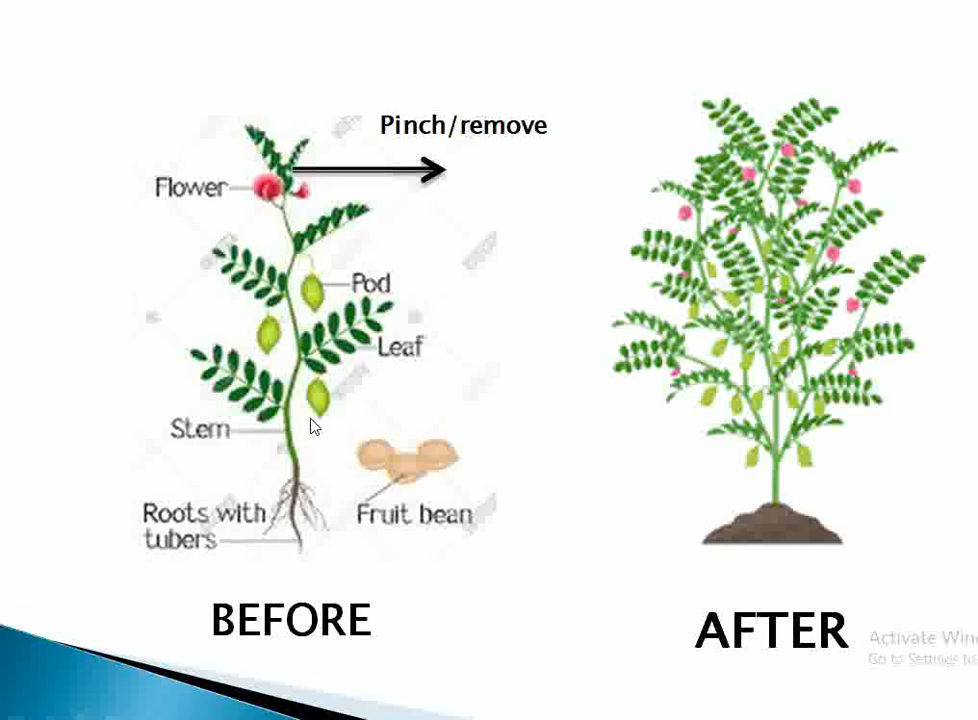 Pinch/remove
Flower
Pod
Leaf
Stem
Roots with
tubers
Fruit bean
BEFORE
AFTER
Activate Win
Go to Settings to